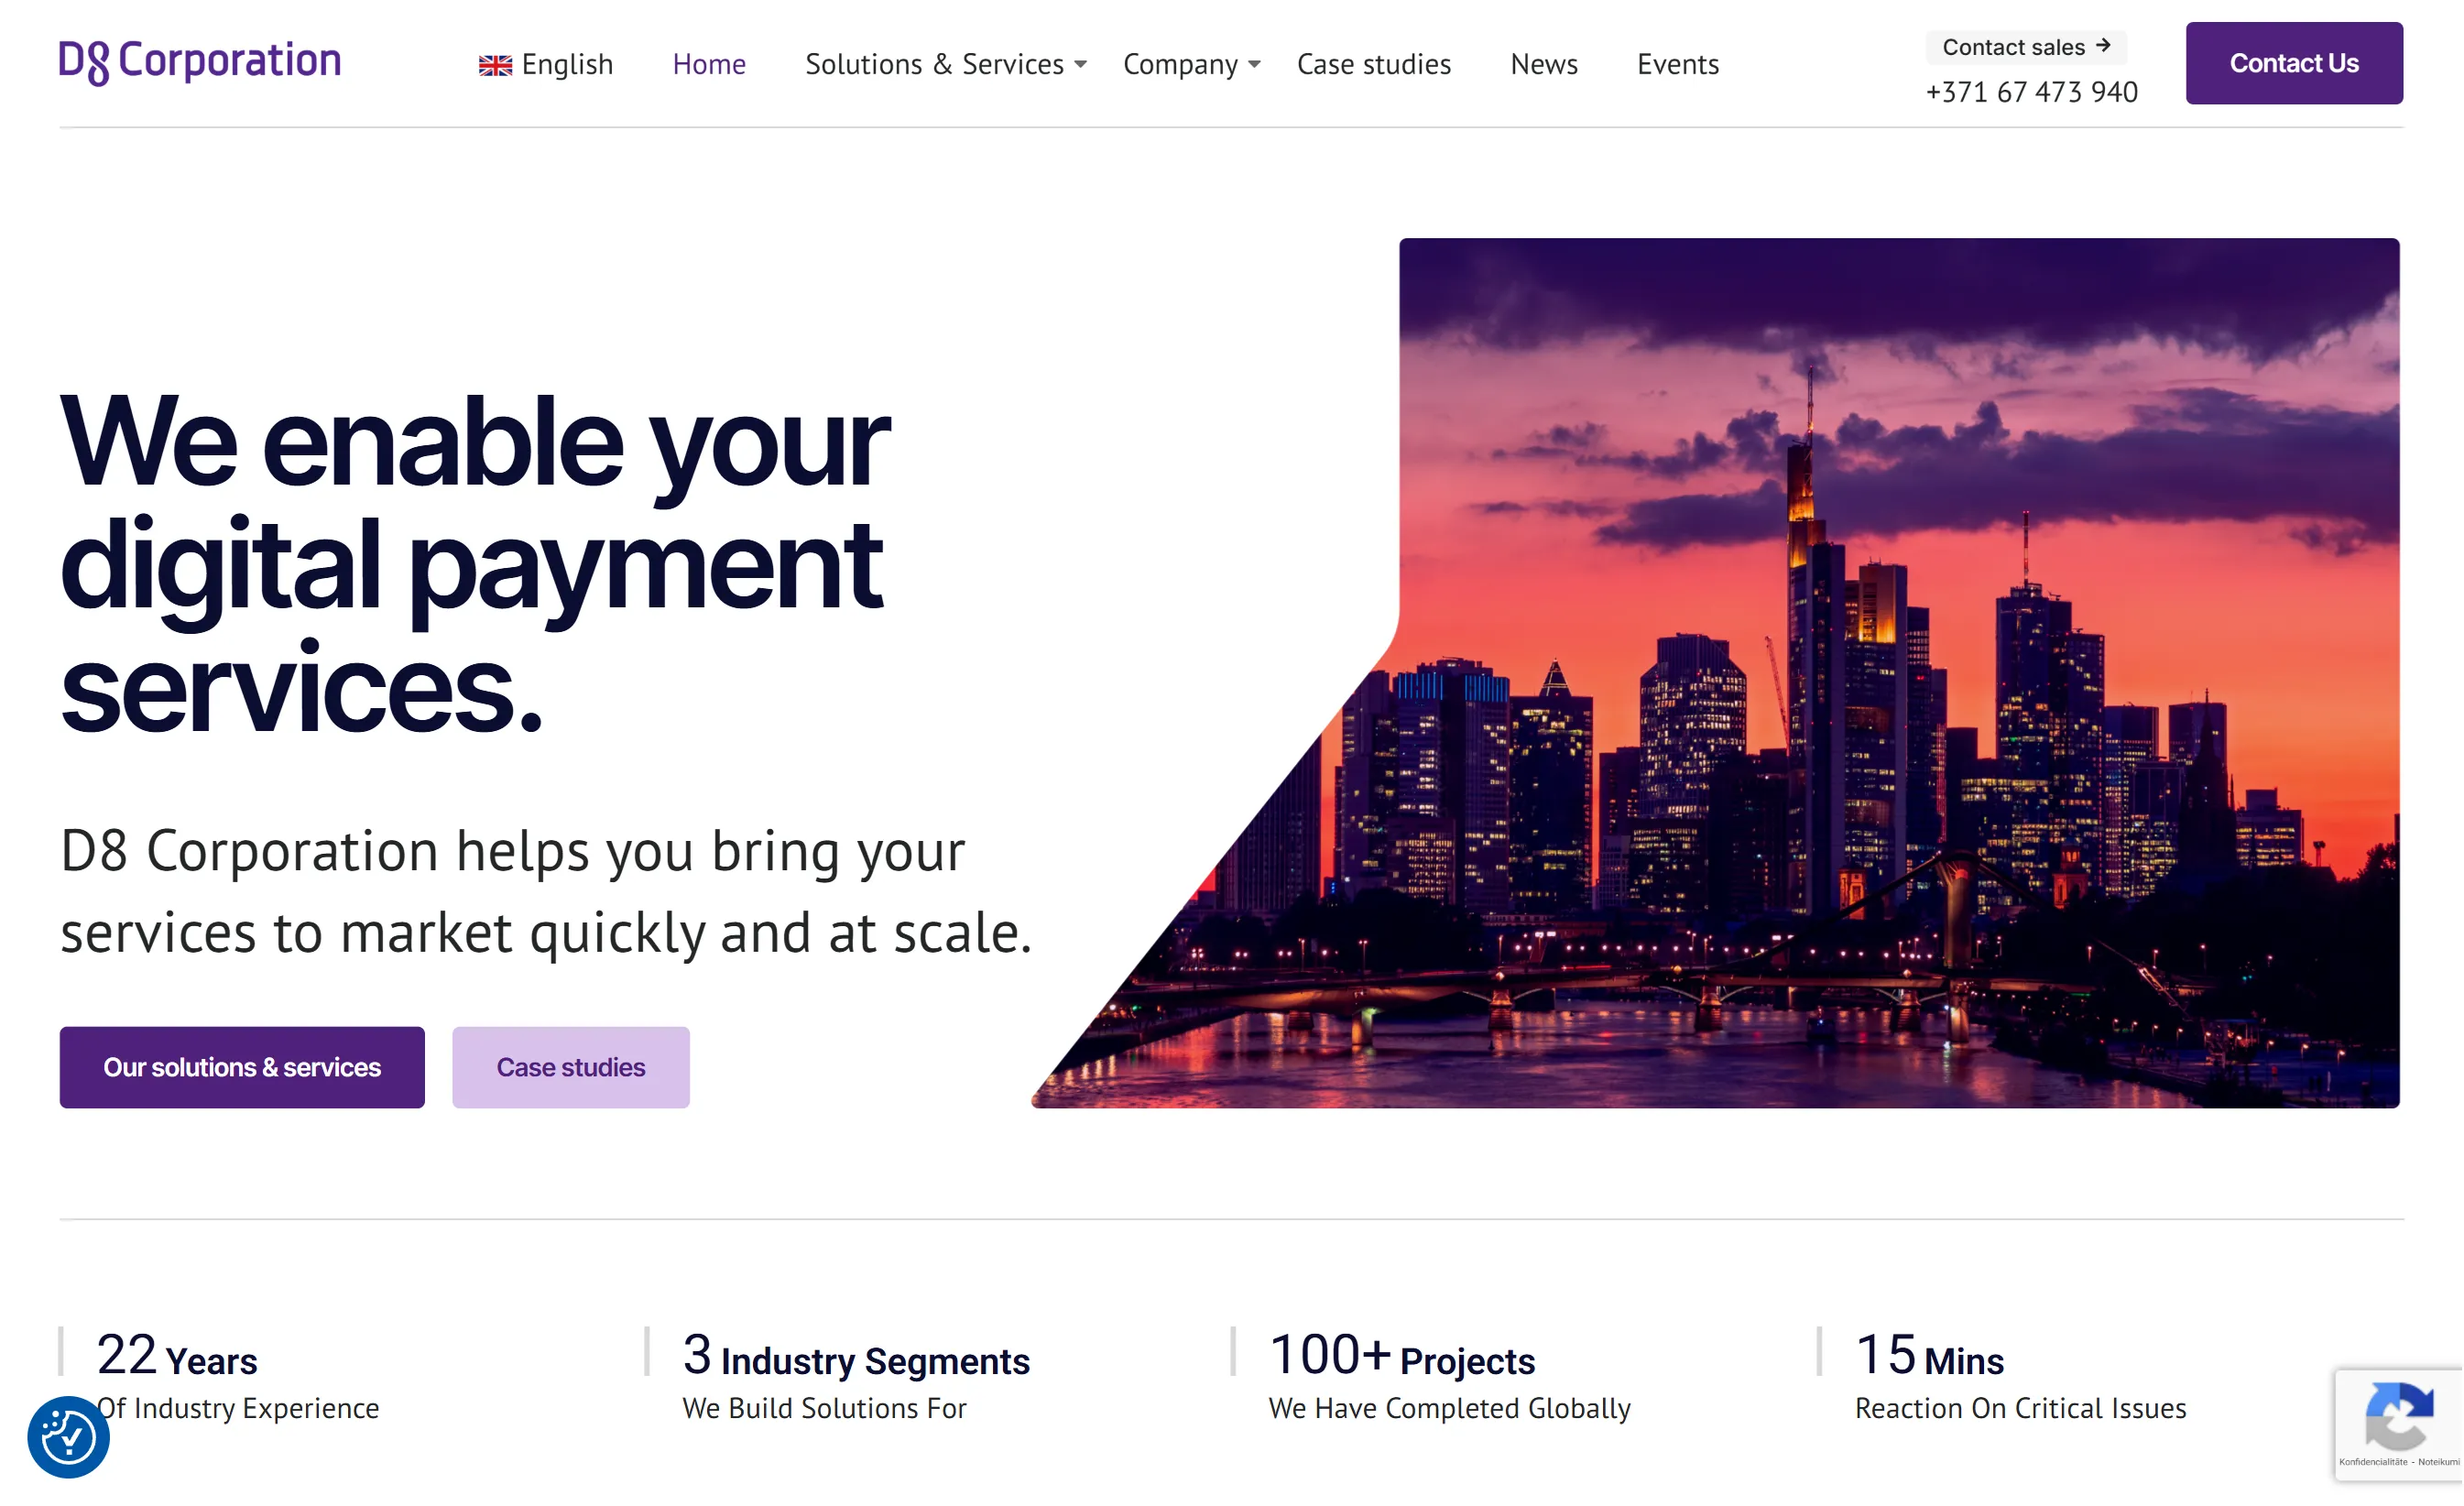 D8 Corporation
English
Home
Solutions & Services
Company
Case studies
News
Events
Contact sales →
+371 67 473 940
Contact Us
We enable your
digital payment
services.
D8 Corporation helps you bring your
services to market quickly and at scale.
Our solutions & services
Case studies
22 Years
Of Industry Experience
3 Industry Segments
We Build Solutions For
100+ Projects
We Have Completed Globally
15 Mins
Reaction On Critical Issues
Konfidencialitāte - Noteikumi